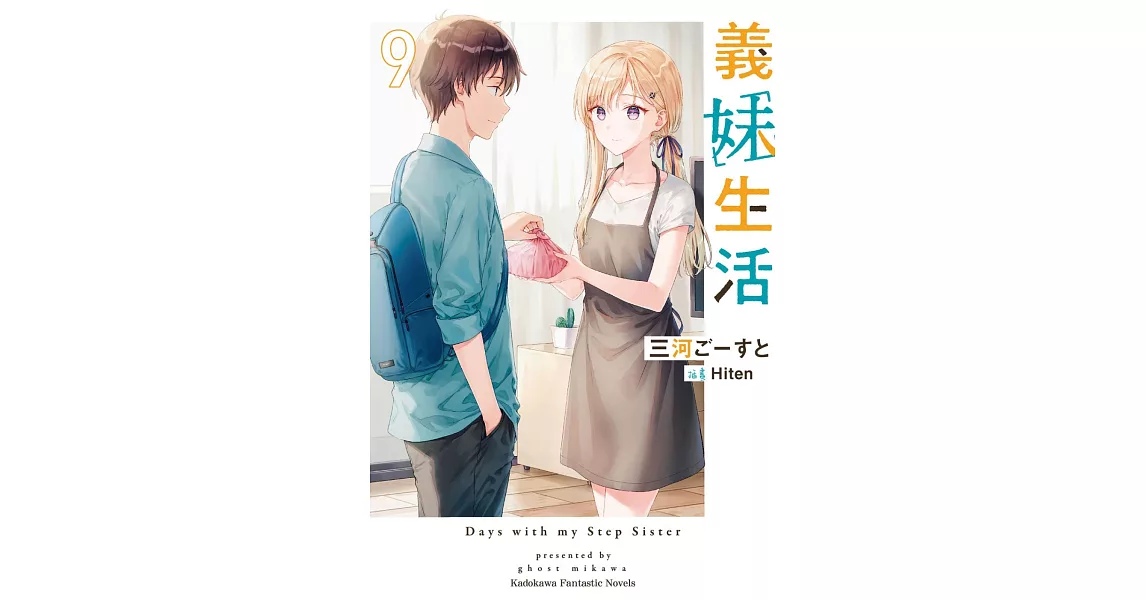 9
義妹生活
三河ごーすと
插畫 Hiten
Days with my Step Sister
presented by
ghost mikawa
Kadokawa Fantastic Novels